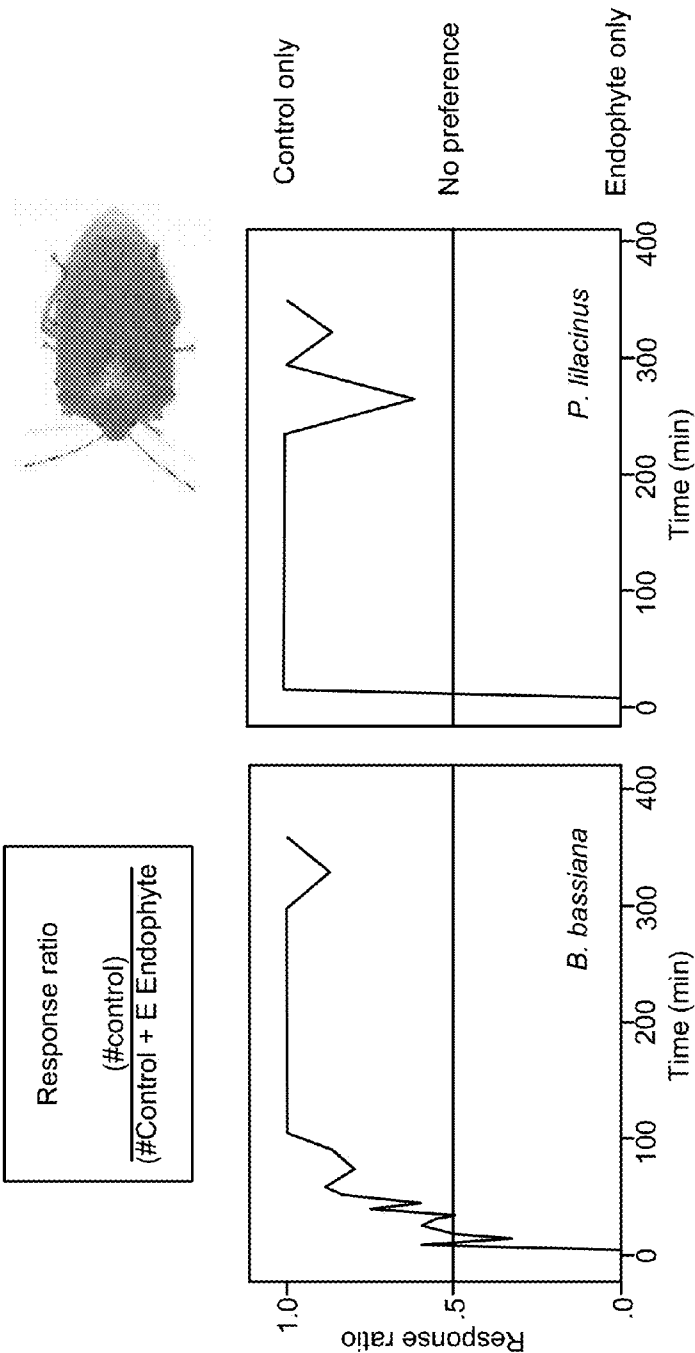 Response ratio
(#control)
(#Control + E Endophyte
Response ratio
1.0
.5
.0
0
100
200
300
400
Time (min)
B. bassiana
0
100
200
300
400
Time (min)
P. lilacinus
Control only
No preference
Endophyte only